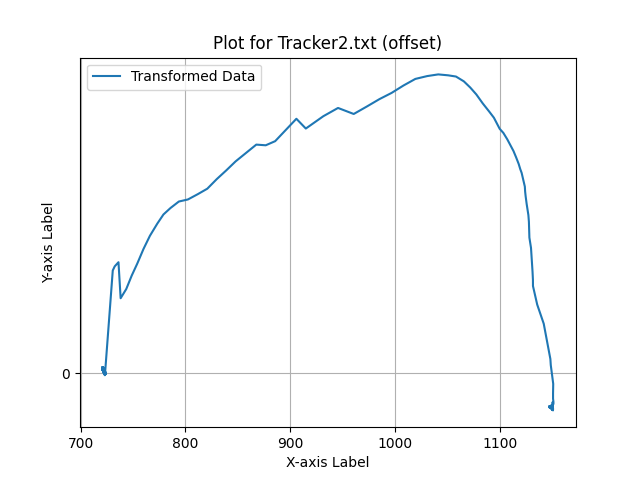 Plot for Tracker2.txt (offset)
Transformed Data
Y-axis Label
0
700 800 900 1000 1100
X-axis Label